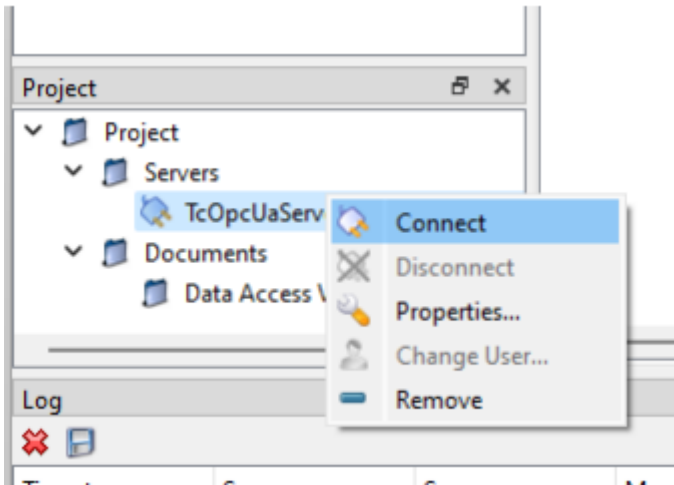 Project
Project
Servers
TcOpcUaServ
Connect
Documents
Disconnect
Data Access
Properties...
Change User...
Log
Remove